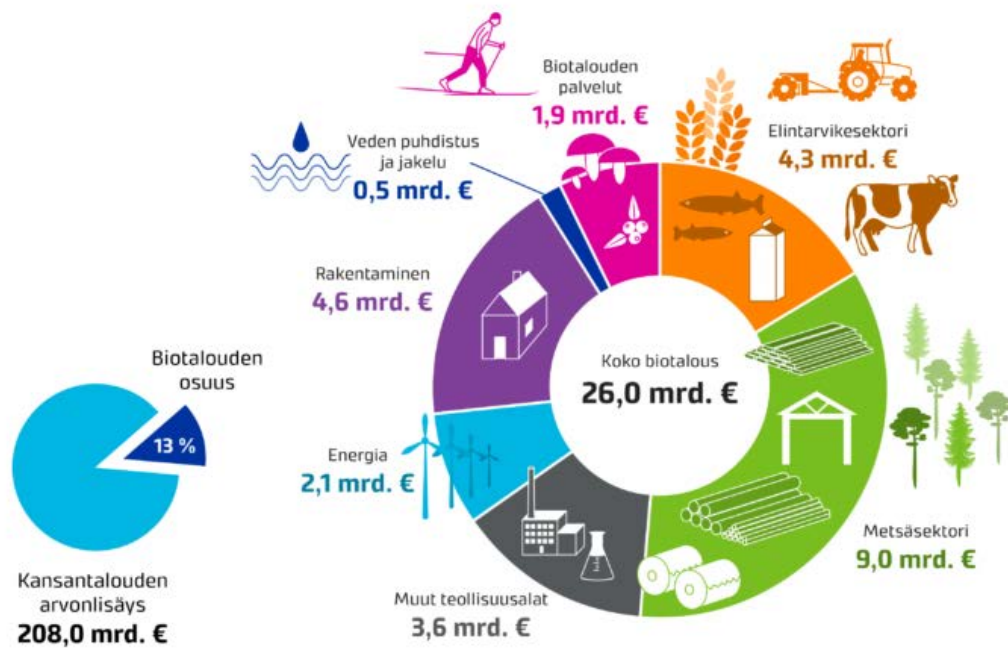 Biotalouden
palvelut
1,9 mrd. €
Elintarvikesektori
4,3 mrd. €
Veden puhdistus
ja jakelu
0,5 mrd. €
Rakentaminen
4,6 mrd. €
Koko biotalous
26,0 mrd. €
Biotalouden
osuus
13 %
Energia
2,1 mrd. €
Metsäsektori
9,0 mrd. €
Muut teollisuusalat
3,6 mrd. €
Kansantalouden
arvonlisäys
208,0 mrd. €